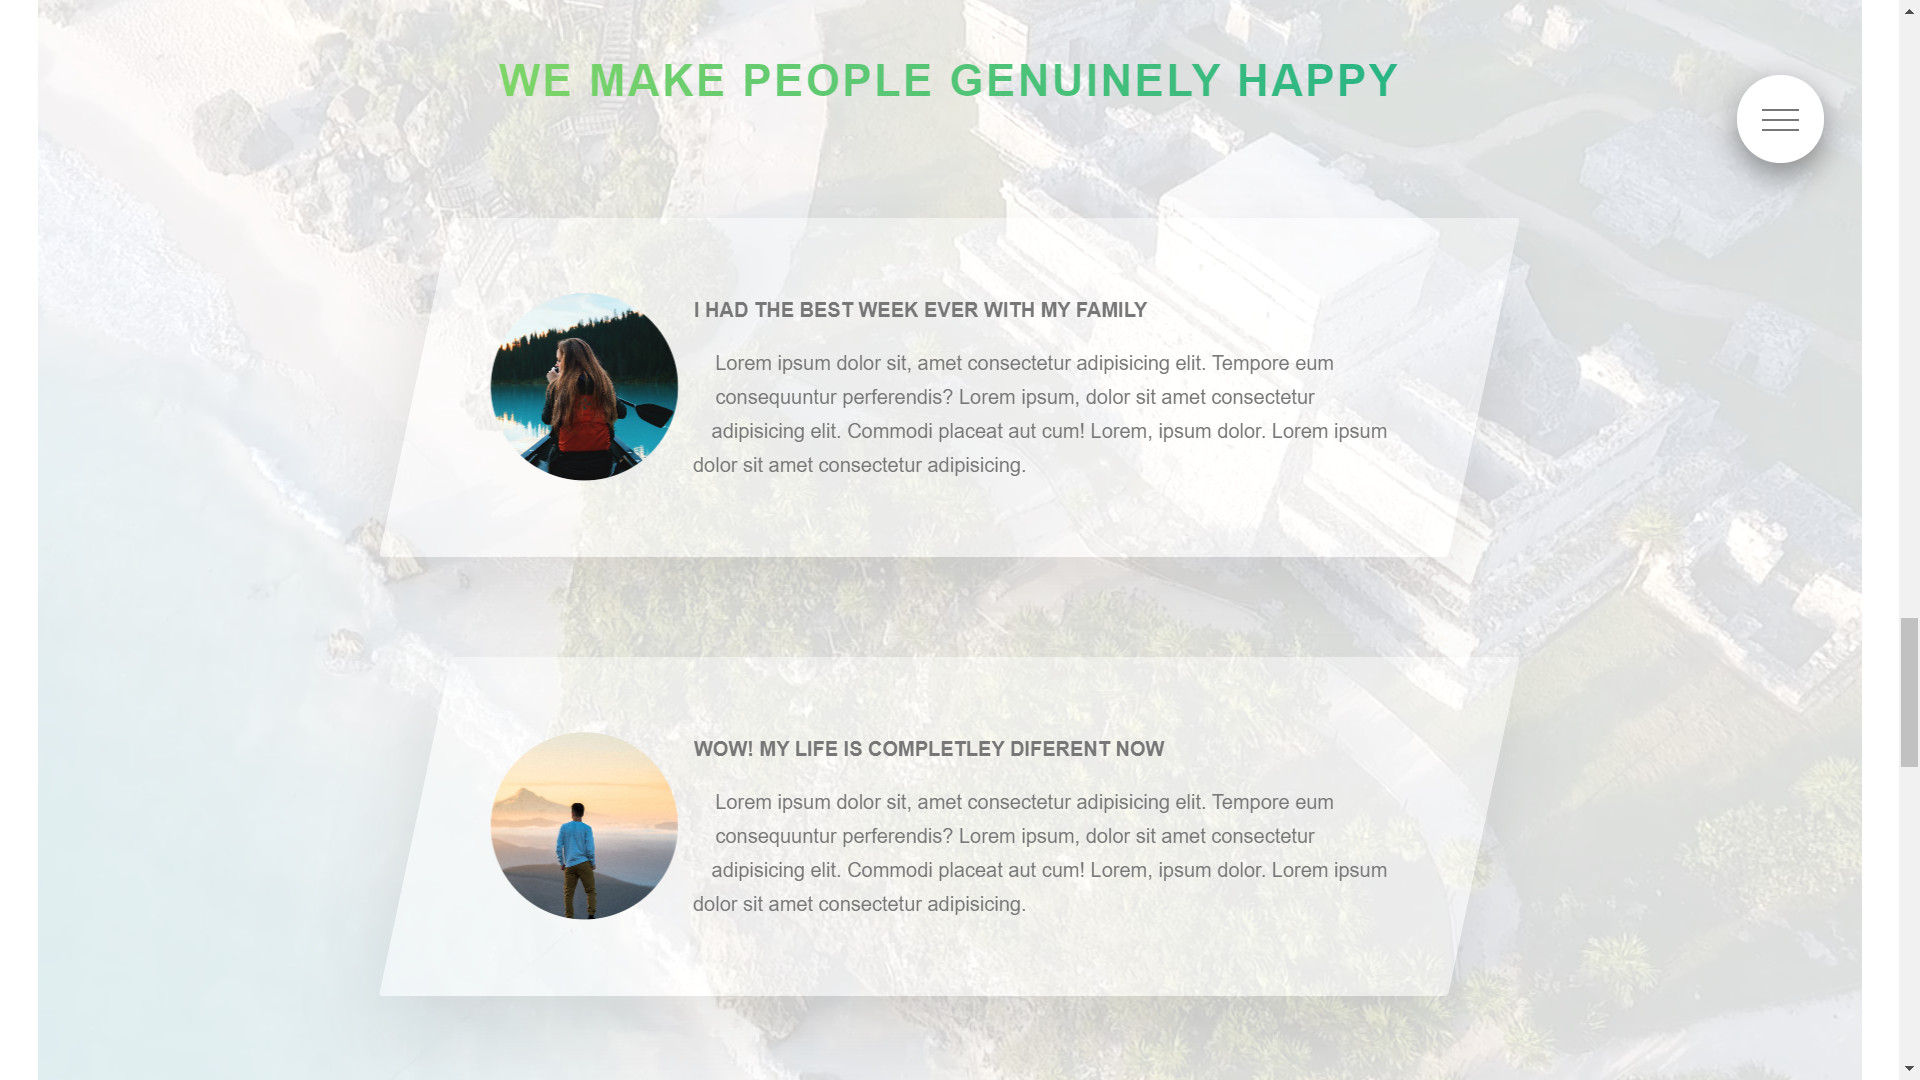 WE MAKE PEOPLE GENUINELY HAPPY
I HAD THE BEST WEEK EVER WITH MY FAMILY
Lorem ipsum dolor sit, amet consectetur adipisicing elit. Tempore eum
consequuntur perferendis? Lorem ipsum, dolor sit amet consectetur
adipisicing elit. Commodi placeat aut cum! Lorem, ipsum dolor. Lorem ipsum
dolor sit amet consectetur adipisicing.
WOW! MY LIFE IS COMPLETLEY DIFERENT NOW
Lorem ipsum dolor sit, amet consectetur adipisicing elit. Tempore eum
consequuntur perferendis? Lorem ipsum, dolor sit amet consectetur
adipisicing elit. Commodi placeat aut cum! Lorem, ipsum dolor. Lorem ipsum
dolor sit amet consectetur adipisicing.